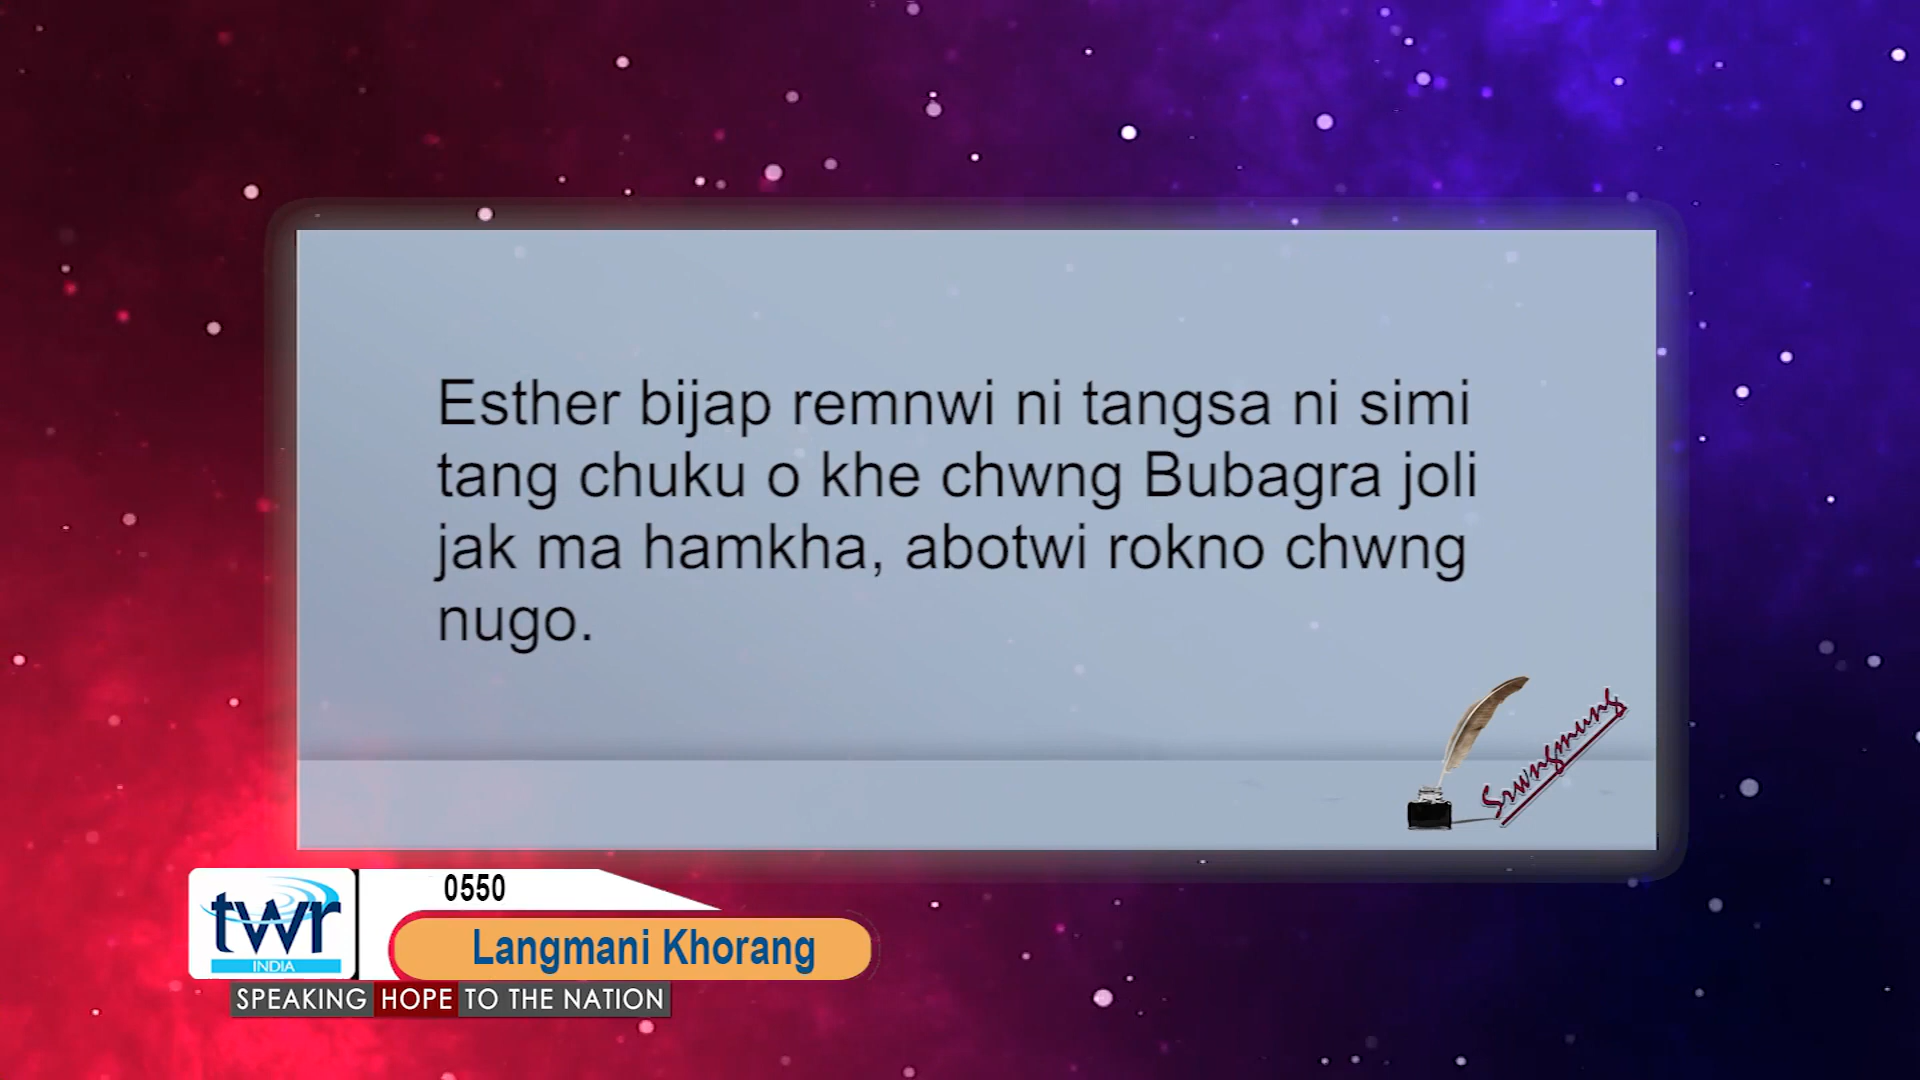 Esther bijap remnwi ni tangsa ni simi
tang chuku o khe chwng Bubagra joli
jak ma hamkha, abotwi rokno chwng
nugo.
Srwngmung
0550
twr
INDIA
Langmani Khorang
SPEAKING HOPE TO THE NATION